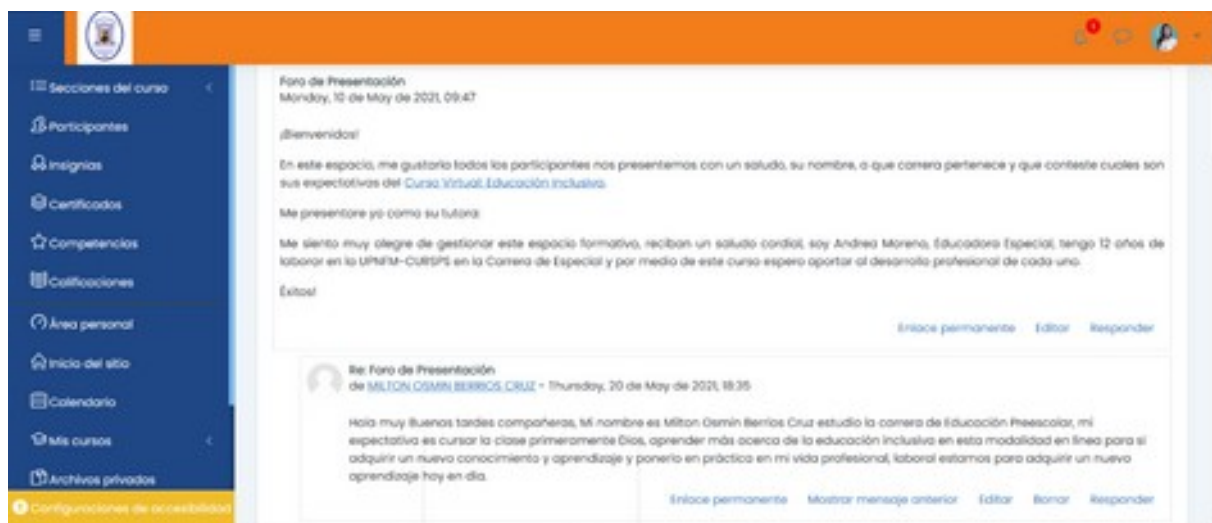 Secciones del curso
Participantes
Insignias
Certificados
Competencias
Calificaciones
Área personal
Inicio del sitio
Calendario
Mis cursos
Archivos privados
Configuraciones de accesibilidad
Foro de Presentación
Monday, 10 de May de 2021, 09:47
¡Bienvenidos!
En este espacio, me gustaría todos los participantes nos presentemos con un saludo, su nombre, a que carrera pertenece y que conteste cuales son
sus expectativas del Curso Virtual: Educación Inclusiva.
Me presentare yo como su tutora:
Me siento muy alegre de gestionar este espacio formativo, reciban un saludo cordial, soy Andrea Moreno, Educadora Especial, tengo 12 años de
laborar en la UPNFM-CURSPS en la Carrera de Especial y por medio de este curso espero aportar al desarrollo profesional de cada uno.
Éxitos!
Enlace permanente Editar Responder
Re: Foro de Presentación
de MILTON OSMIN BERRIOS CRUZ - Thursday, 20 de May de 2021, 18:35
Hola muy Buenas tardes compañeras, Mi nombre es Milton Osmin Berrios Cruz estudio la carrera de Educación Preescolar, mi
expectativa es cursar la clase primeramente Dios, aprender más acerca de la educación inclusiva en esta modalidad en línea para si
adquirir un nuevo conocimiento y aprendizaje y ponerlo en práctica en mi vida profesional, laboral estamos para adquirir un nuevo
aprendizaje hoy en día.
Enlace permanente Mostrar mensaje anterior Editar Borrar Responder